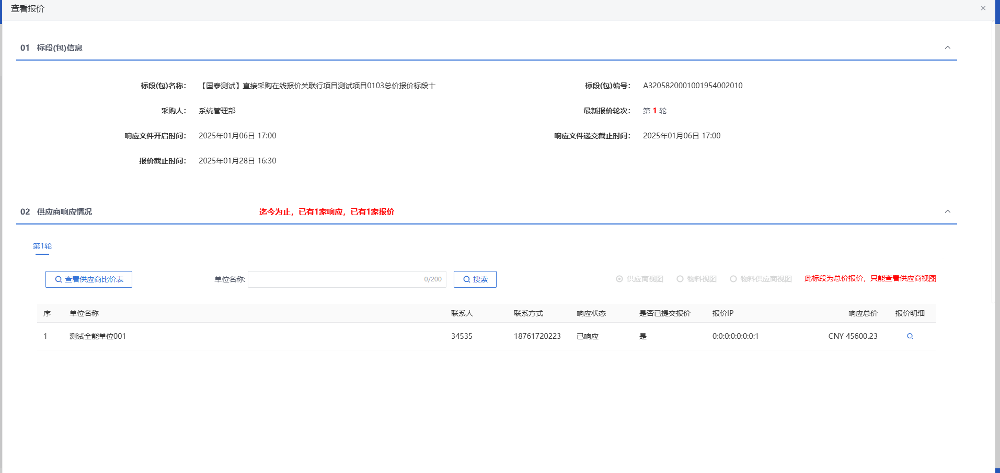 查看报价
01 标段(包)信息
标段(包)名称： 【国泰测试】直接采购在线报价关联行项目测试项目0103总价报价标段十 标段(包)编号： A3205820001001954002010
采购人： 系统管理部 最新报价轮次： 第 1 轮
响应文件开启时间： 2025年01月06日 17:00 响应文件递交截止时间： 2025年01月06日 17:00
报价截止时间： 2025年01月28日 16:30
02 供应商响应情况 迄今为止，已有1家响应，已有1家报价
第1轮
查看供应商比价表 单位名称: 0/200 搜索 供应商视图 物料视图 物料供应商视图 此标段为总价报价，只能查看供应商视图
序 单位名称 联系人 联系方式 响应状态 是否已提交报价 报价IP 响应总价 报价明细
1 测试全能单位001 34535 18761720223 已响应 是 0:0:0:0:0:0:0:1 CNY 45600.23